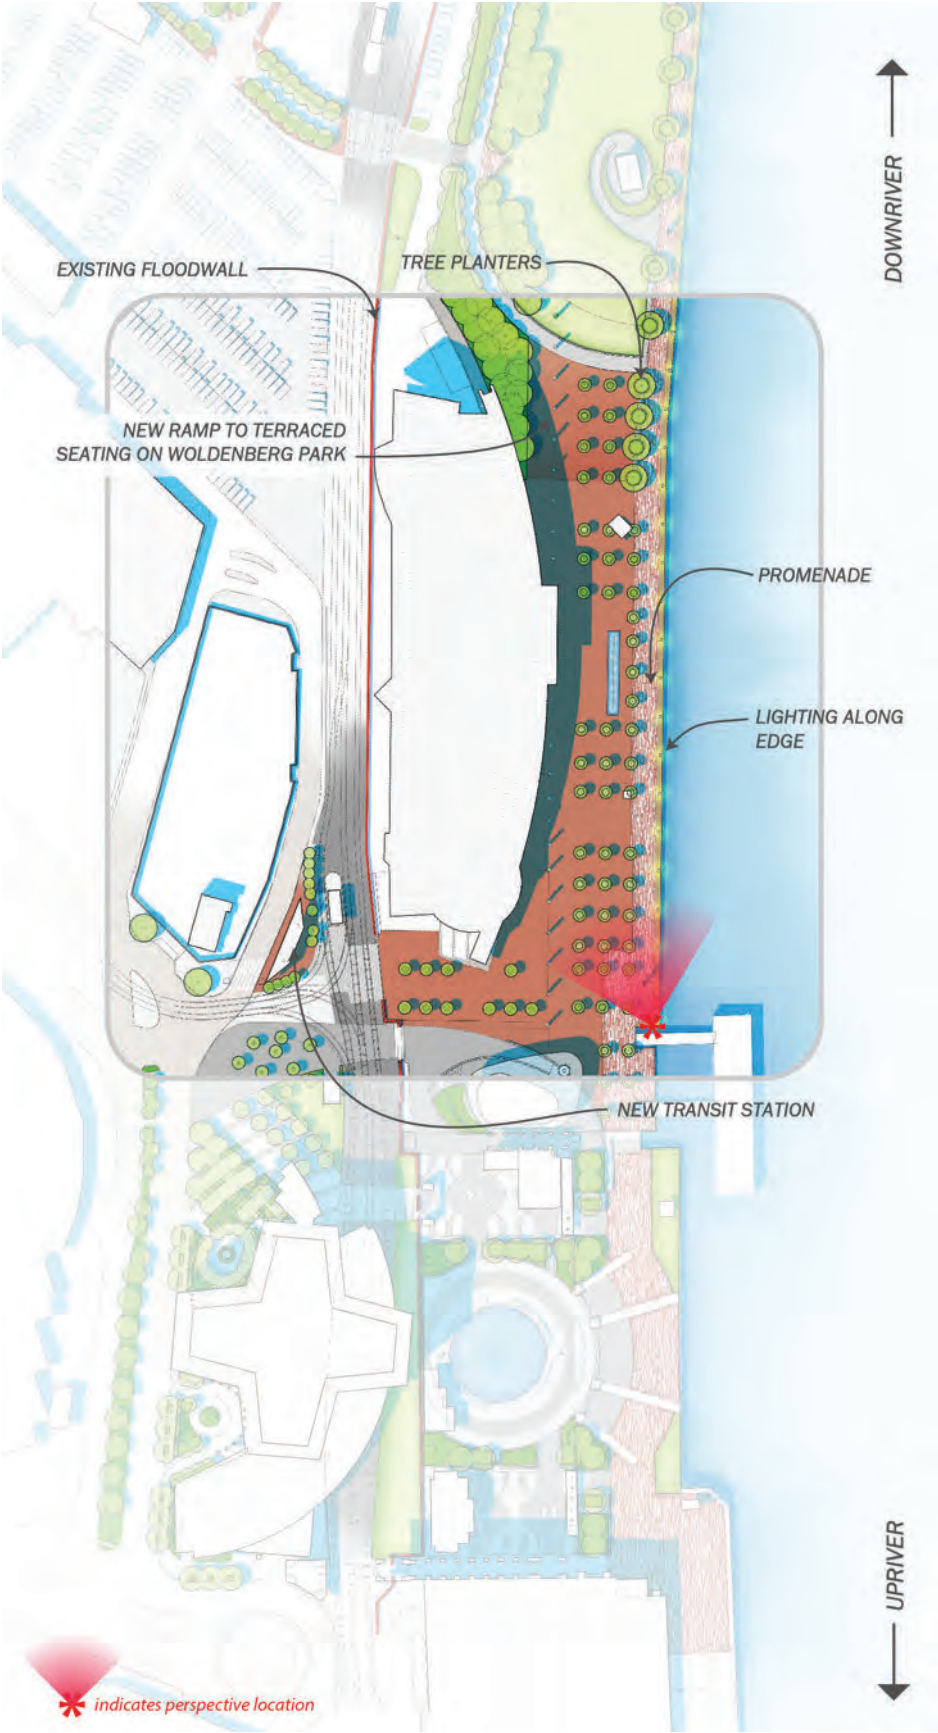 DOWNRIVER
EXISTING FLOODWALL
TREE PLANTERS
NEW RAMP TO TERRACED
SEATING ON WOLDENBERG PARK
PROMENADE
LIGHTING ALONG
EDGE
NEW TRANSIT STATION
UPRIVER
indicates perspective location